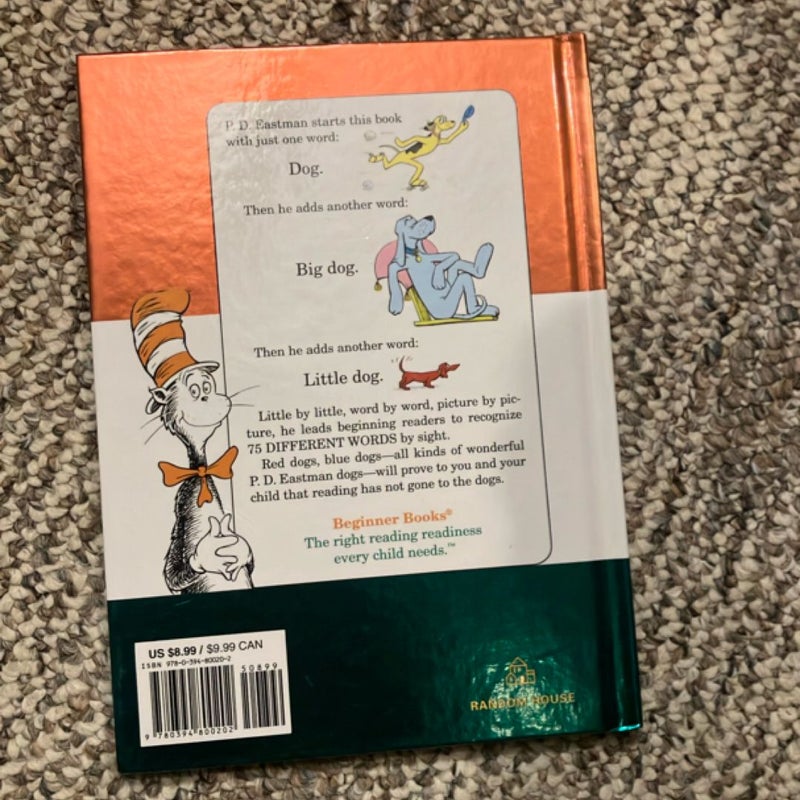 P. D. Eastman starts this book
with just one word:
Dog.
Then he adds another word:
Big dog.
Then he adds another word:
Little dog.
Little by little, word by word, picture by pic-
ture, he leads beginning readers to recognize
75 DIFFERENT WORDS by sight.
Red dogs, blue dogs—all kinds of wonderful
P. D. Eastman dogs—will prove to you and your
child that reading has not gone to the dogs.
Beginner Books®
The right reading readiness
every child needs.™
US $8.99 / $9.99 CAN
ISBN 978-0-394-80020-2
50899
9 780394 800202
RANDOM HOUSE